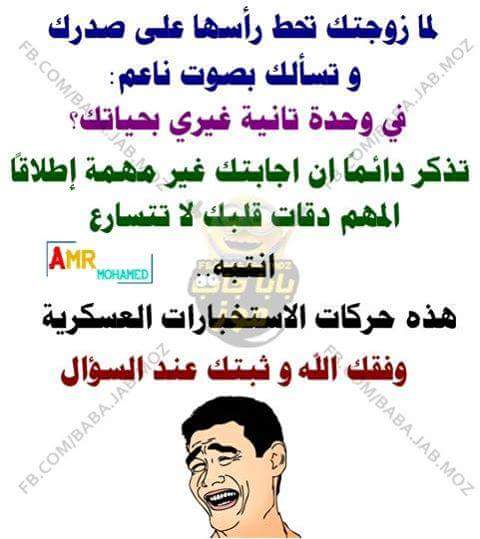 لما زوجتك تحط رأسها على صدرك
و تسألك بصوت ناعم :
في وحدة تانية غيري بحياتك؟
تذكر دائماً ان اجابتك غير مهمة إطلاقاً
المهم دقات قلبك لا تتسارع
انتبه..
AMR
MOHAMED
بابا جاب
موز
هذه حركات الاستخبارات العسكرية
وفقك الله و ثبتك عند السؤال
FB.COM/BABA.JAB.MOZ
FB.COM/BABA.JAB.MOZ
FB.COM/BABA.JAB.MOZ
FB.COM/BABA.JAB.MOZ